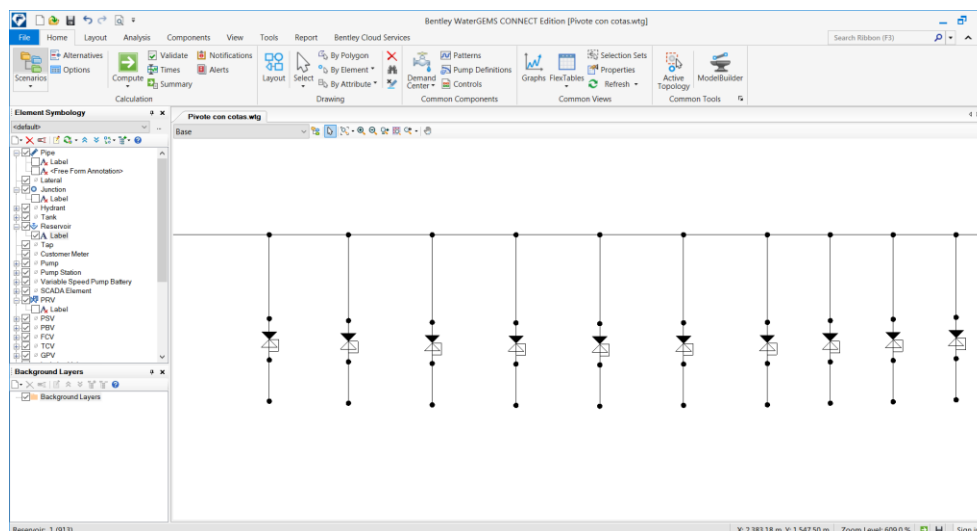 Bentley WaterGEMS CONNECT Edition [Pivote con cotas.wtg]
File Home Layout Analysis Components View Tools Report Bentley Cloud Services Search Ribbon (F3)
Scenarios
Alternatives
Options
Compute
Validate
Times
Summary
Notifications
Alerts
Calculation
Layout
Select
By Polygon
By Element
By Attribute
Drawing
Demand Center
Patterns
Pump Definitions
Controls
Common Components
Graphs
FlexTables
Selection Sets
Properties
Refresh
Common Views
Active Topology
ModelBuilder
Common Tools
Element Symbology
<default>
Pipe
Label
<Free Form Annotation>
Lateral
Junction
Label
Hydrant
Tank
Reservoir
Label
Tap
Customer Meter
Pump
Pump Station
Variable Speed Pump Battery
SCADA Element
PRV
Label
PSV
PBV
FCV
TCV
GPV
Background Layers
Background Layers
Pivote con cotas.wtg
Base
Reservoir: 1 (913)
X: 2.383,18 m, Y: 1.547,50 m Zoom Level: 609,0 % Sign